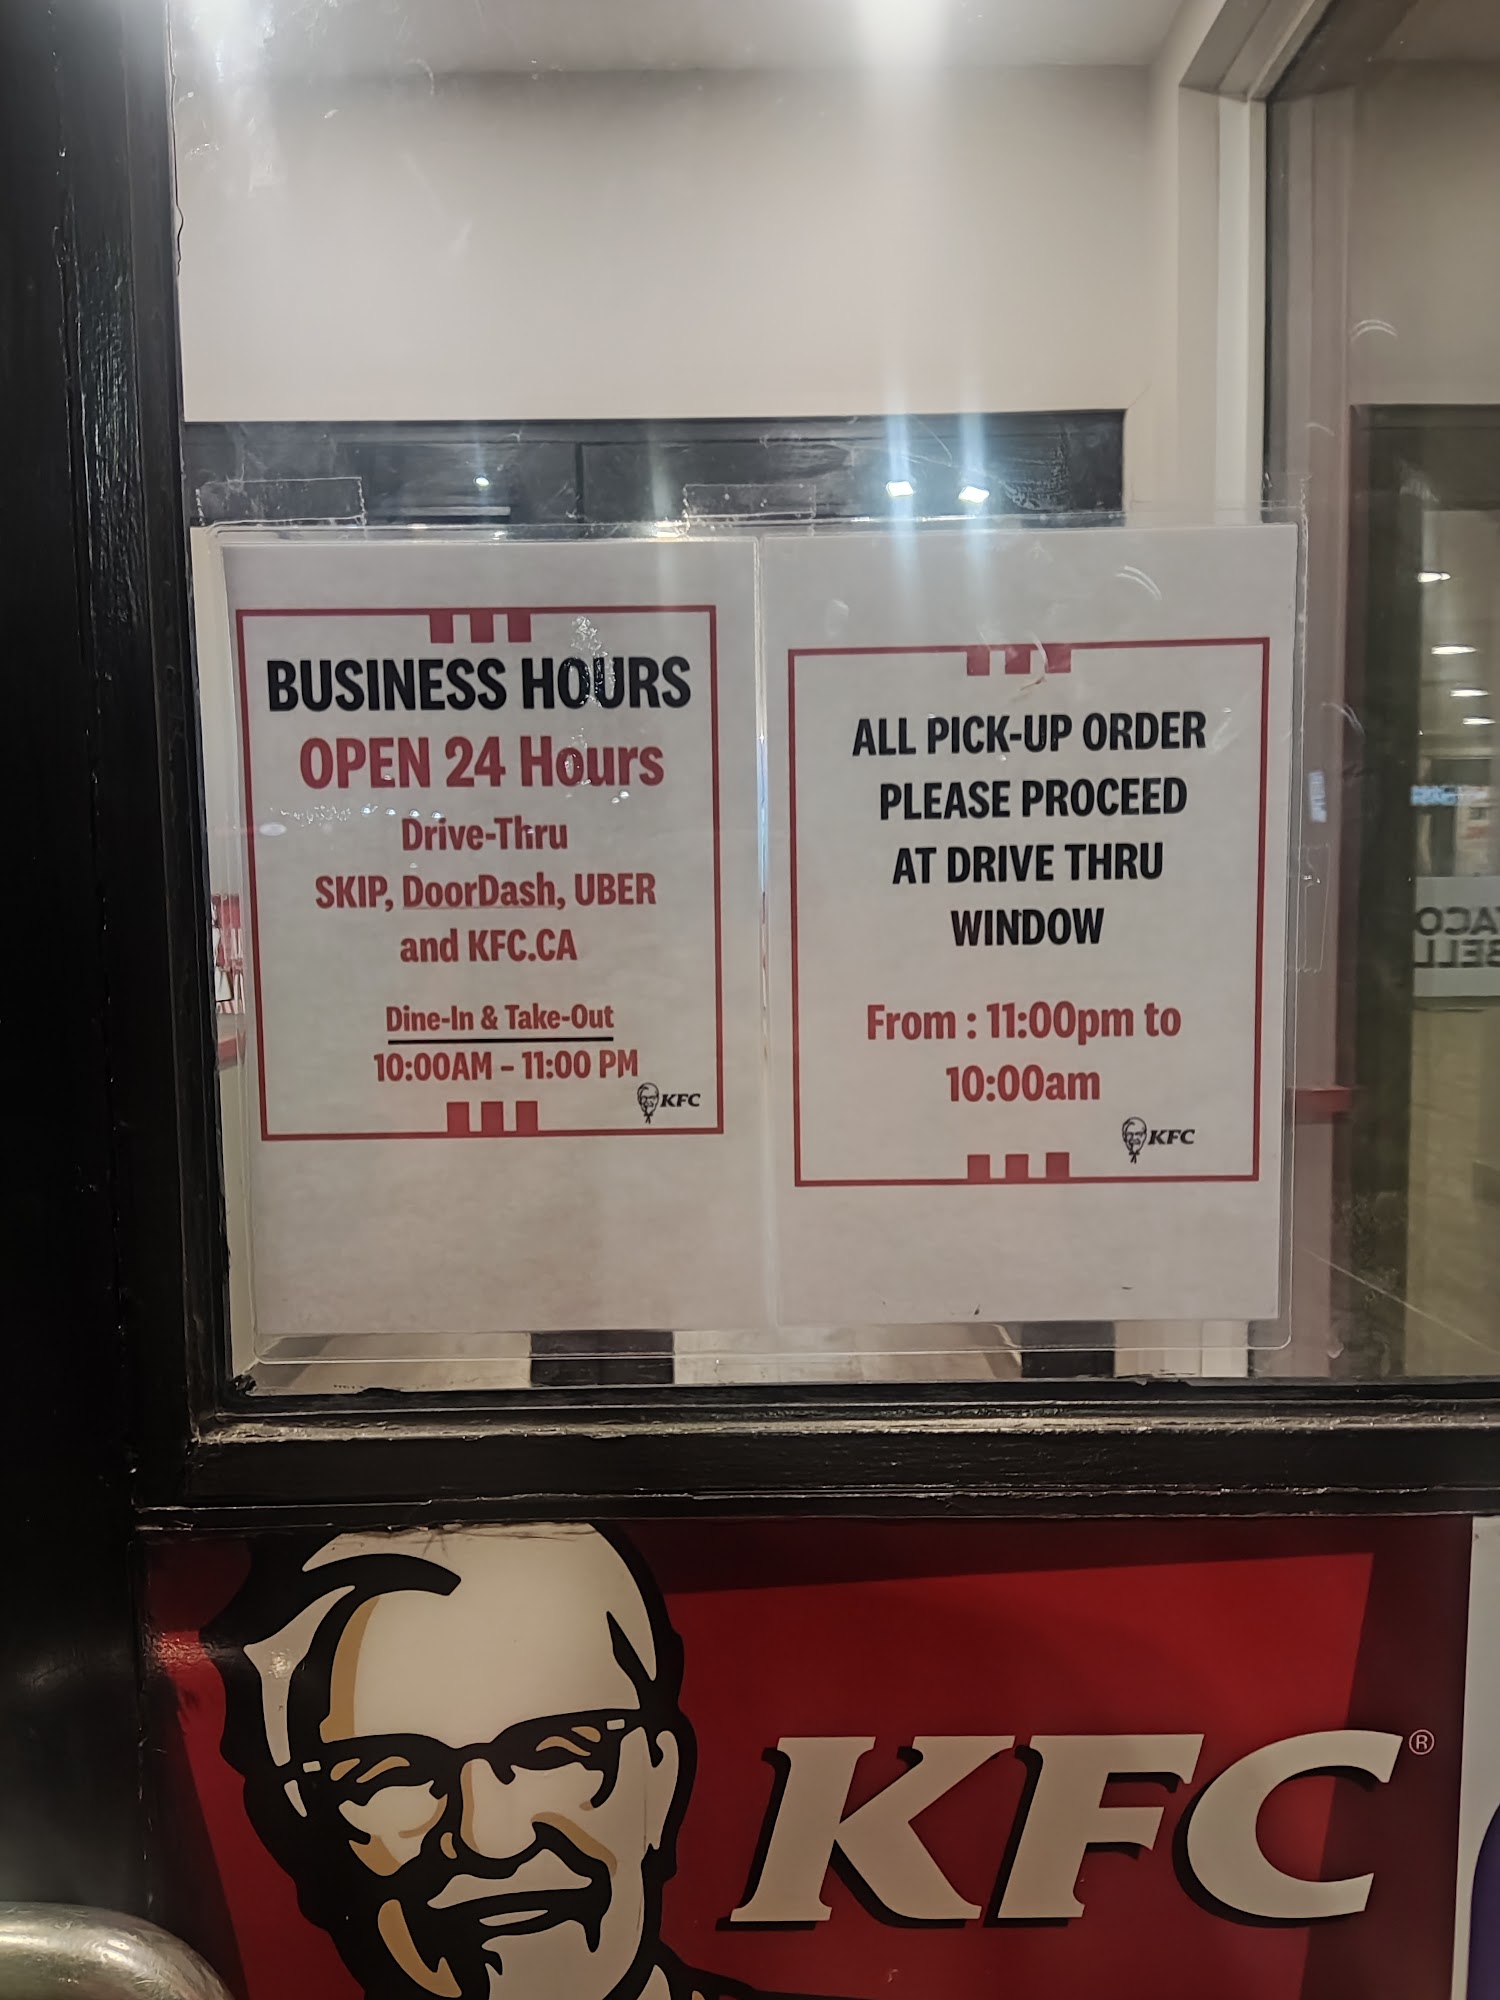 BUSINESS HOURS
OPEN 24 Hours
Drive-Thru
SKIP, DoorDash, UBER
and KFC.CA
Dine-In & Take-Out
10:00AM - 11:00 PM
KFC
ALL PICK-UP ORDER
PLEASE PROCEED
AT DRIVE THRU
WINDOW
From : 11:00pm to
10:00am
KFC
TACO
BELL
KFC®